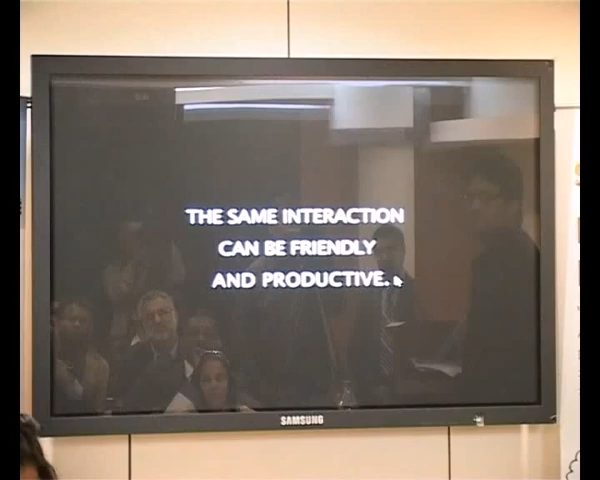 THE SAME INTERACTION
CAN BE FRIENDLY
AND PRODUCTIVE.
SAMSUNG